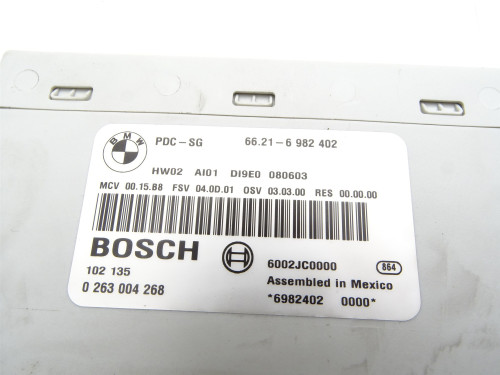 BMW
PDC-SG 66.21-6 982 402
HW02 AI01 DI9E0 080603
MCV 00.15.88 FSV 04.0D.01 OSV 03.03.00 RES 00.00.00
BOSCH
6002JC0000 864
102 135 Assembled in Mexico
0 263 004 268 *6982402 0000*